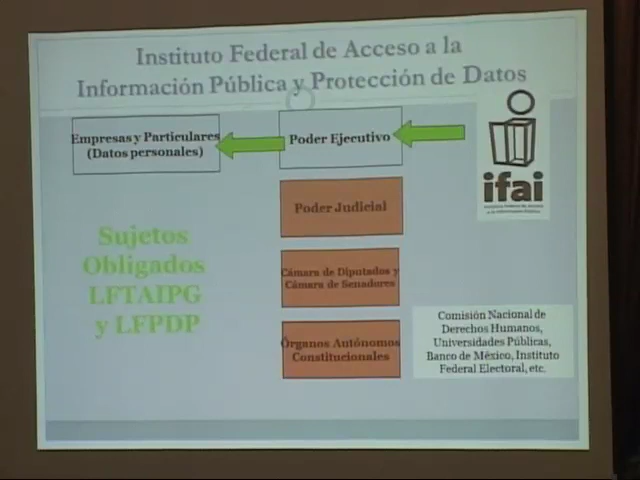 Instituto Federal de Acceso a la
Información Pública y Protección de Datos
Empresas y Particulares
(Datos personales)
Poder Ejecutivo
ifai
Poder Judicial
Sujetos
Obligados
LFTAIPG
y LFPDP
Cámara de Diputados y
Cámara de Senadores
Órganos Autónomos
Constitucionales
Comisión Nacional de
Derechos Humanos,
Universidades Públicas,
Banco de México, Instituto
Federal Electoral, etc.